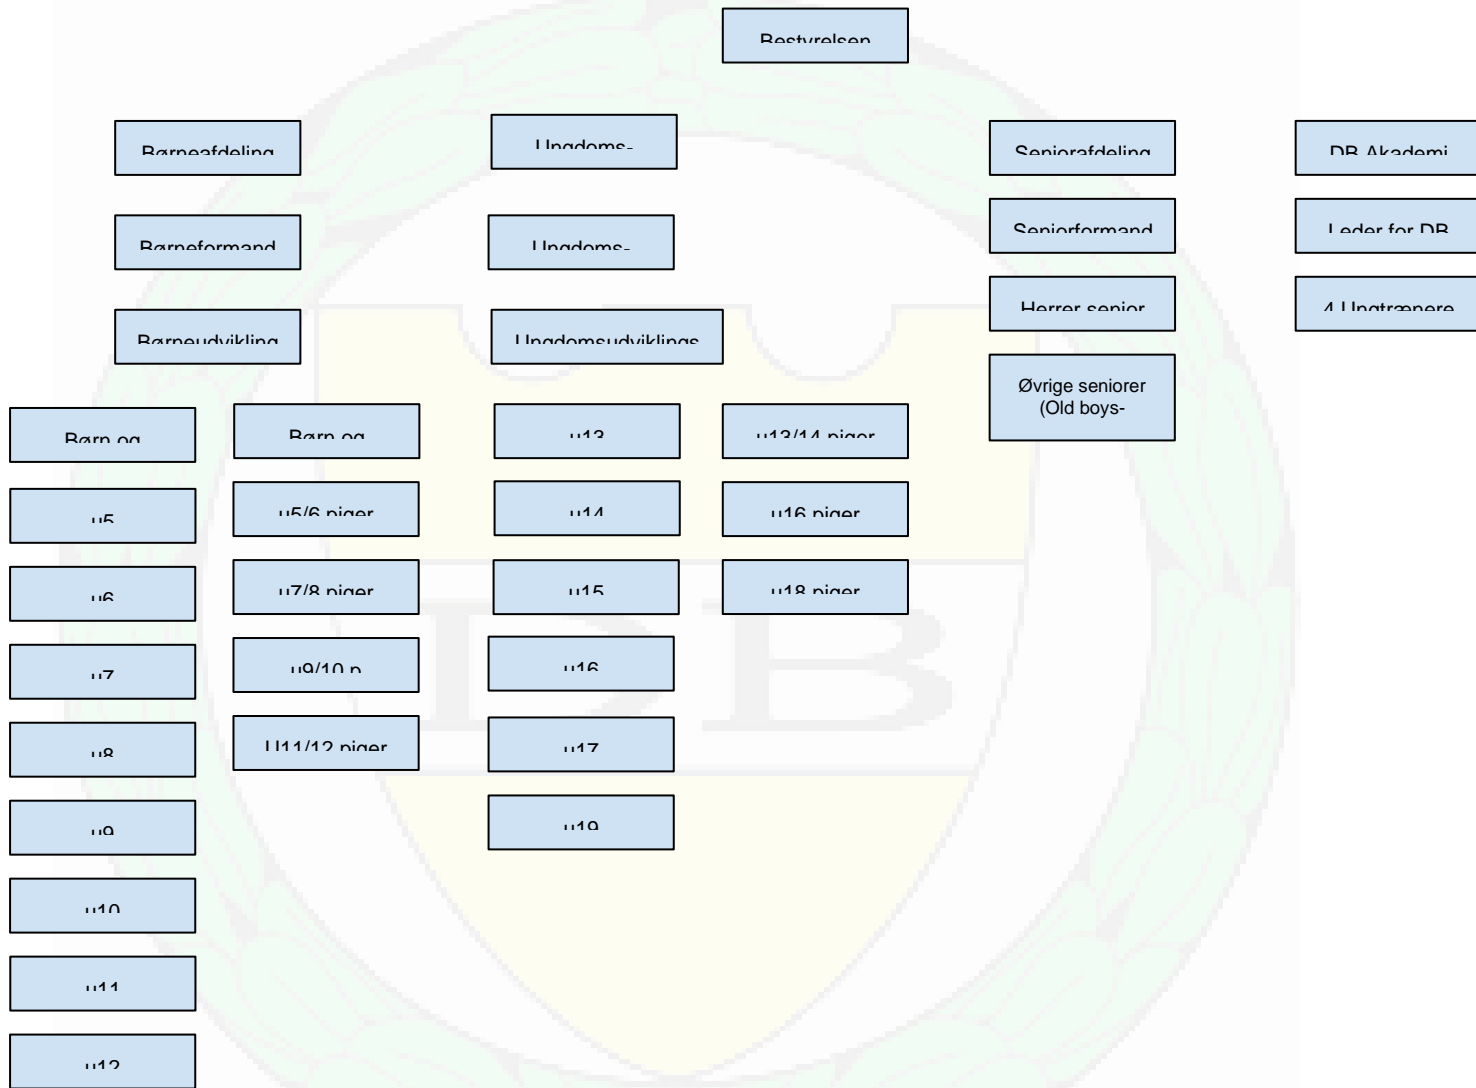 Bestyrelsen
Børneafdeling
Ungdoms-
Seniorafdeling
DB Akademi
Børneformand
Ungdoms-
Seniorformand
Leder for DB
Børneudvikling
Ungdomsudviklings
Herrer senior
4 Ungtrænere
Øvrige seniorer
(Old boys-
Børn og
Børn og
u13
u13/14 piger
u5
u5/6 piger
u14
u16 piger
u6
u7/8 piger
u15
u18 piger
u7
u9/10 p
u16
u8
U11/12 piger
u17
u9
u19
u10
u11
u12
DB